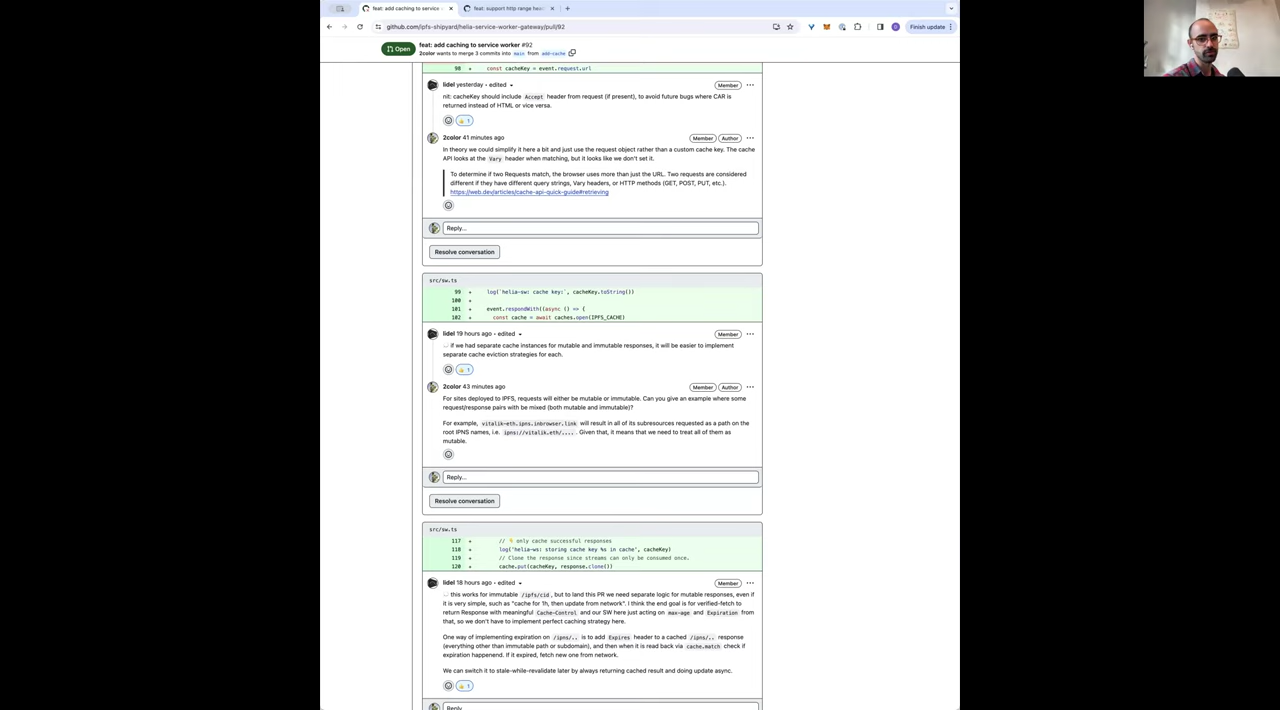 feat: add caching to service
feat: support http range head
github.com/ipfs-shipyard/helia-service-worker-gateway/pull/92
Finish update
Open
feat: add caching to service worker #92
2color wants to merge 3 commits into main from add-cache
98 + const cacheKey = event.request.url
lidel yesterday • edited
Member
nit: cacheKey should include Accept header from request (if present), to avoid future bugs where CAR is
returned instead of HTML or vice versa.
1
2color 41 minutes ago
Member Author
In theory we could simplify it here a bit and just use the request object rather than a custom cache key. The cache
API looks at the Vary header when matching, but it looks like we don't set it.
To determine if two Requests match, the browser uses more than just the URL. Two requests are considered
different if they have different query strings, Vary headers, or HTTP methods (GET, POST, PUT, etc.).
https://web.dev/articles/cache-api-quick-guide#retrieving
Reply...
Resolve conversation
src/sw.ts
99 + log(`helia-sw: cache key:`, cacheKey.toString())
100 +
101 + event.respondWith((async () => {
102 + const cache = await caches.open(IPFS_CACHE)
lidel 19 hours ago • edited
Member
if we had separate cache instances for mutable and immutable responses, it will be easier to implement
separate cache eviction strategies for each.
1
2color 43 minutes ago
Member Author
For sites deployed to IPFS, requests will either be mutable or immutable. Can you give an example where some
request/response pairs with be mixed (both mutable and immutable)?
For example, vitalik-eth.ipns.inbrowser.link will result in all of its subresources requested as a path on the
root IPNS names, i.e. ipns://vitalik.eth/.... . Given that, it means that we need to treat all of them as
mutable.
Reply...
Resolve conversation
src/sw.ts
117 + // 👇 only cache successful responses
118 + log('helia-ws: storing cache key %s in cache', cacheKey)
119 + // Clone the response since streams can only be consumed once.
120 + cache.put(cacheKey, response.clone())
lidel 18 hours ago • edited
Member
this works for immutable /ipfs/cid, but to land this PR we need separate logic for mutable responses, even if
it is very simple, such as "cache for 1h, then update from network". I think the end goal is for verified-fetch to
return Response with meaningful Cache-Control and our SW here just acting on max-age and Expiration from
that, so we don't have to implement perfect caching strategy here.
One way of implementing expiration on /ipns/.. is to add Expires header to a cached /ipns/.. response
(everything other than immutable path or subdomain), and then when it is read back via cache.match check if
expiration happenend. If it expired, fetch new one from network.
We can switch it to stale-while-revalidate later by always returning cached result and doing update async.
1
Reply